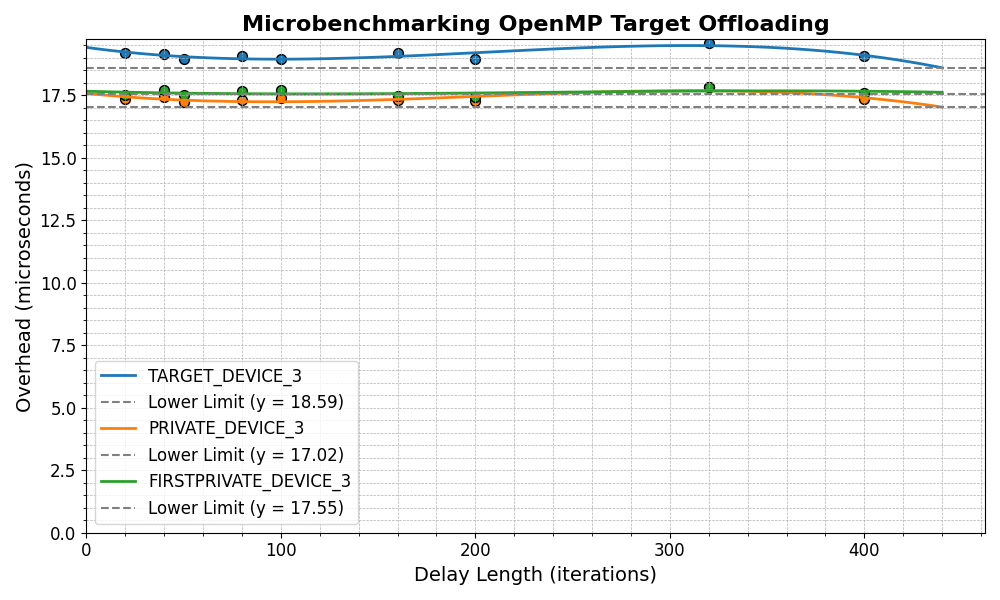 Microbenchmarking OpenMP Target Offloading
Overhead (microseconds)
17.5
15.0
12.5
10.0
7.5
5.0
2.5
0.0
TARGET_DEVICE_3
Lower Limit (y = 18.59)
PRIVATE_DEVICE_3
Lower Limit (y = 17.02)
FIRSTPRIVATE_DEVICE_3
Lower Limit (y = 17.55)
0 100 200 300 400
Delay Length (iterations)